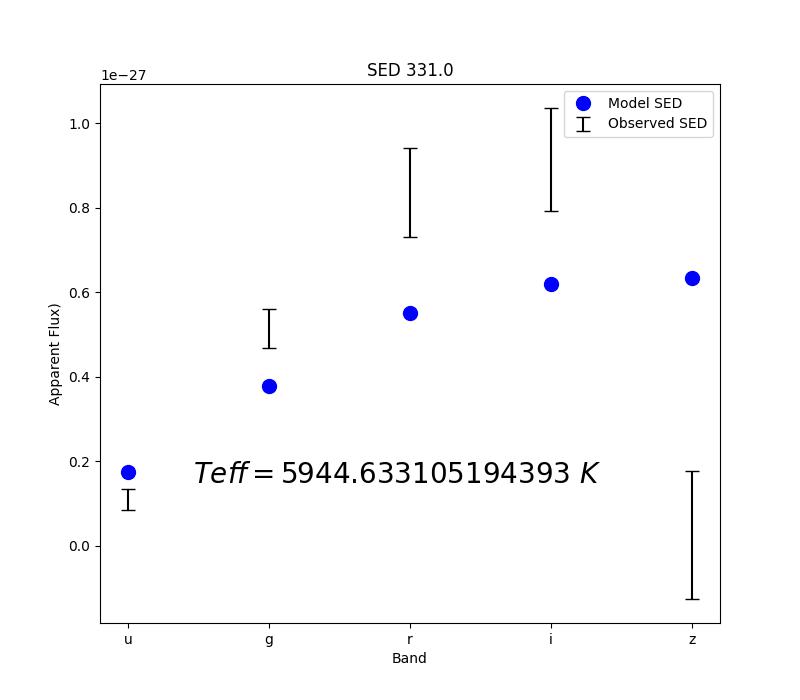 SED 331.0
1e−27
Model SED
Observed SED
1.0
0.8
0.6
0.4
0.2
0.0
Apparent Flux)
Teff = 5944.633105194393 K
u g r i z
Band